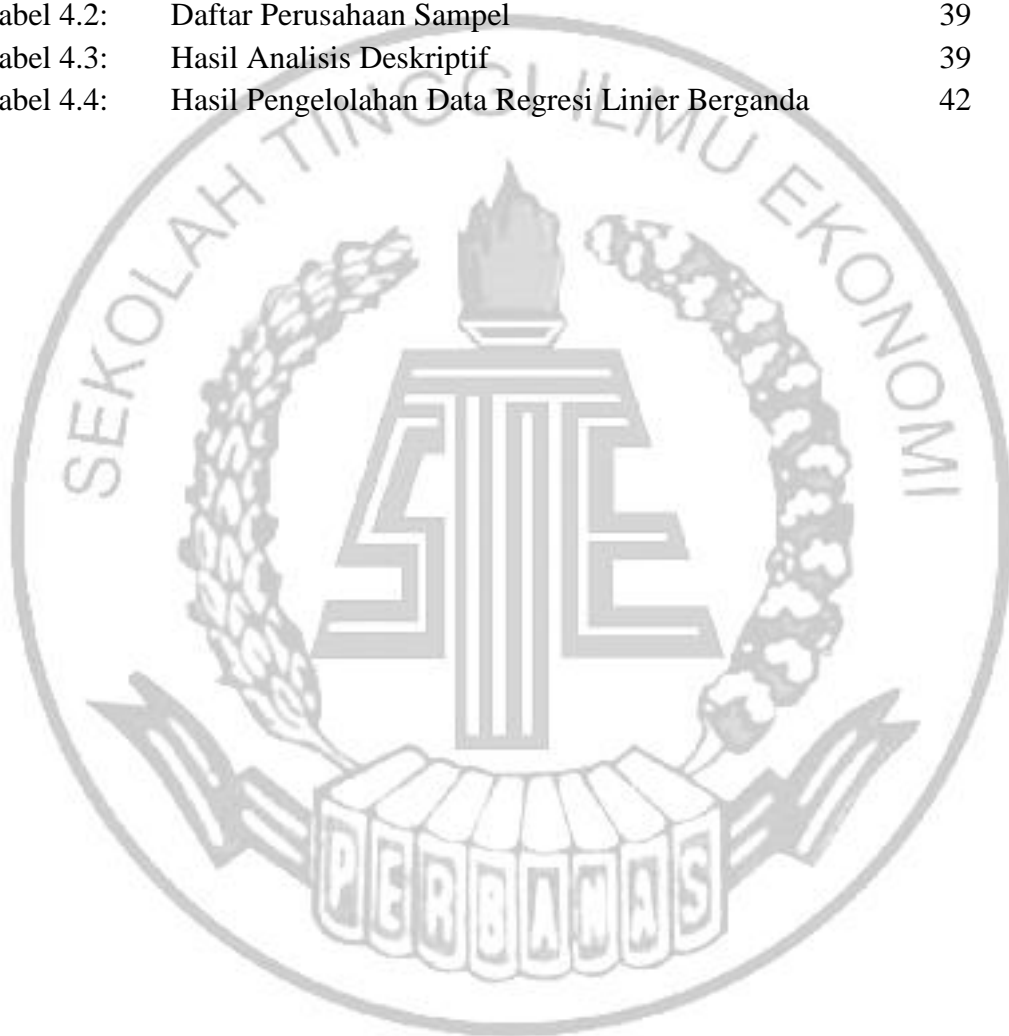 abel 4.2: Daftar Perusahaan Sampel 39
abel 4.3: Hasil Analisis Deskriptif 39
abel 4.4: Hasil Pengelolahan Data Regresi Linier Berganda 42
SEKOLAH TINGGI ILMU EKONOMI
STIE
PERBANAS